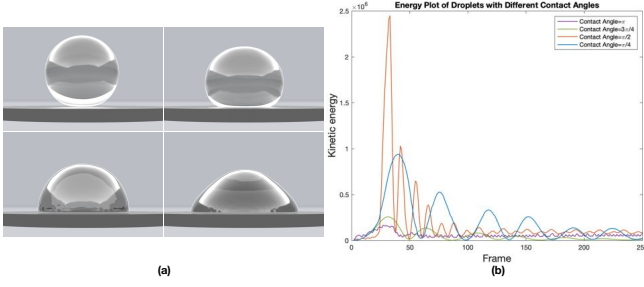 Energy Plot of Droplets with Different Contact Angles
×10⁶
Contact Angle=π
Contact Angle=3π/4
Contact Angle=π/2
Contact Angle=π/4
2.5
2
1.5
1
0.5
0
Kinetic energy
0 50 100 150 200 250
Frame
(a) (b)